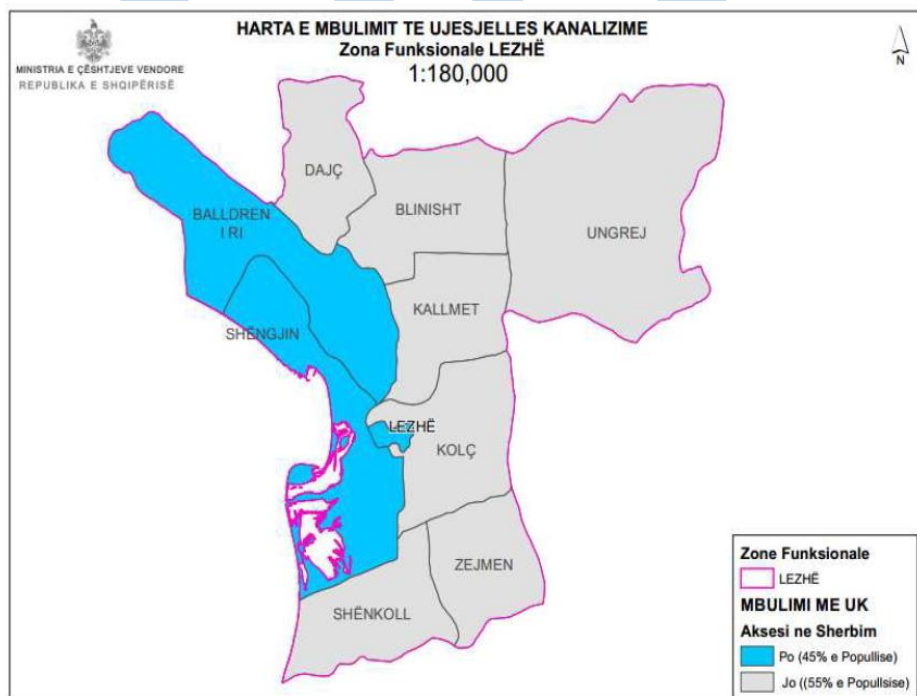 HARTA E MBULIMIT TE UJESJELLES KANALIZIME
Zona Funksionale LEZHË
1:180,000
MINISTRIA E ÇËSHTJEVE VENDORE
REPUBLIKA E SHQIPËRISË
N
DAJÇ
BALLDREN
I RI
BLINISHT
UNGREJ
KALLMET
SHËNGJIN
LEZHË
KOLÇ
ZEJMEN
SHËNKOLL
Zone Funksionale
LEZHË
MBULIMI ME UK
Aksesi ne Sherbim
Po (45% e Popullise)
Jo ((55% e Popullsise)